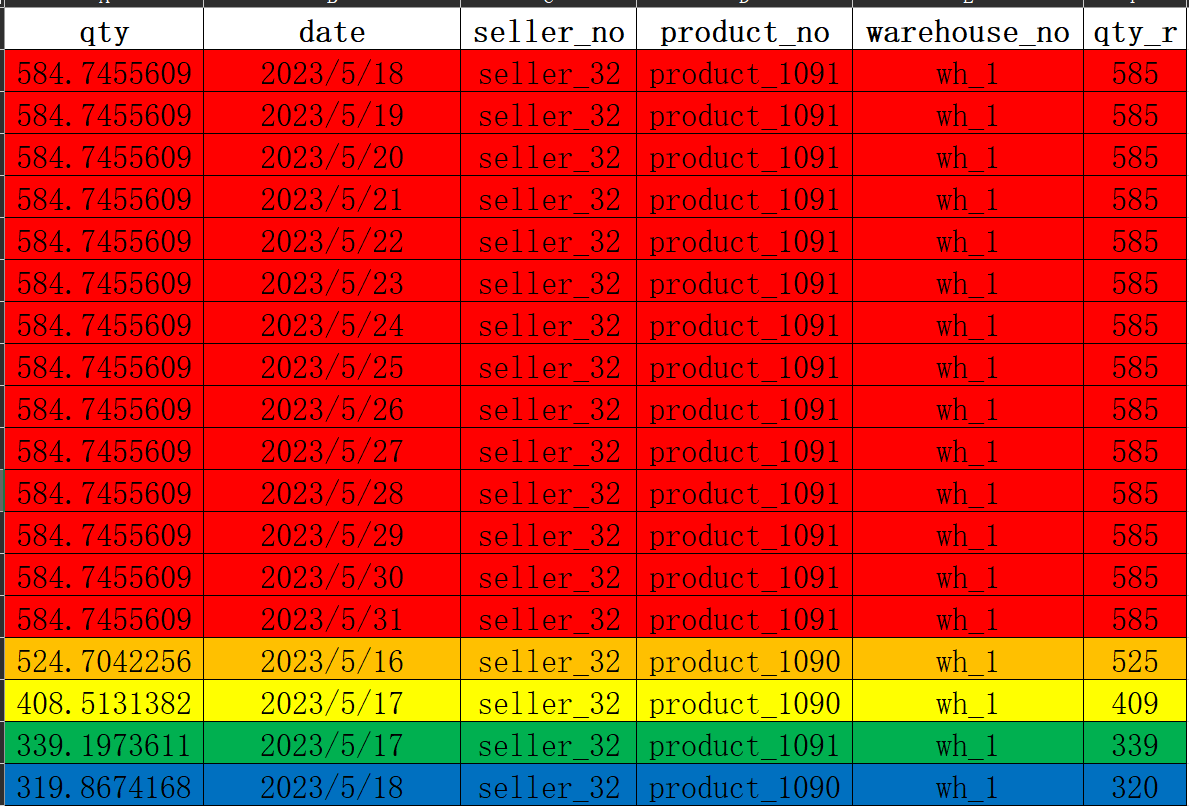 qty date seller_no product_no warehouse_no qty_r
584.7455609 2023/5/18 seller_32 product_1091 wh_1 585
584.7455609 2023/5/19 seller_32 product_1091 wh_1 585
584.7455609 2023/5/20 seller_32 product_1091 wh_1 585
584.7455609 2023/5/21 seller_32 product_1091 wh_1 585
584.7455609 2023/5/22 seller_32 product_1091 wh_1 585
584.7455609 2023/5/23 seller_32 product_1091 wh_1 585
584.7455609 2023/5/24 seller_32 product_1091 wh_1 585
584.7455609 2023/5/25 seller_32 product_1091 wh_1 585
584.7455609 2023/5/26 seller_32 product_1091 wh_1 585
584.7455609 2023/5/27 seller_32 product_1091 wh_1 585
584.7455609 2023/5/28 seller_32 product_1091 wh_1 585
584.7455609 2023/5/29 seller_32 product_1091 wh_1 585
584.7455609 2023/5/30 seller_32 product_1091 wh_1 585
584.7455609 2023/5/31 seller_32 product_1091 wh_1 585
524.7042256 2023/5/16 seller_32 product_1090 wh_1 525
408.5131382 2023/5/17 seller_32 product_1090 wh_1 409
339.1973611 2023/5/17 seller_32 product_1091 wh_1 339
319.8674168 2023/5/18 seller_32 product_1090 wh_1 320